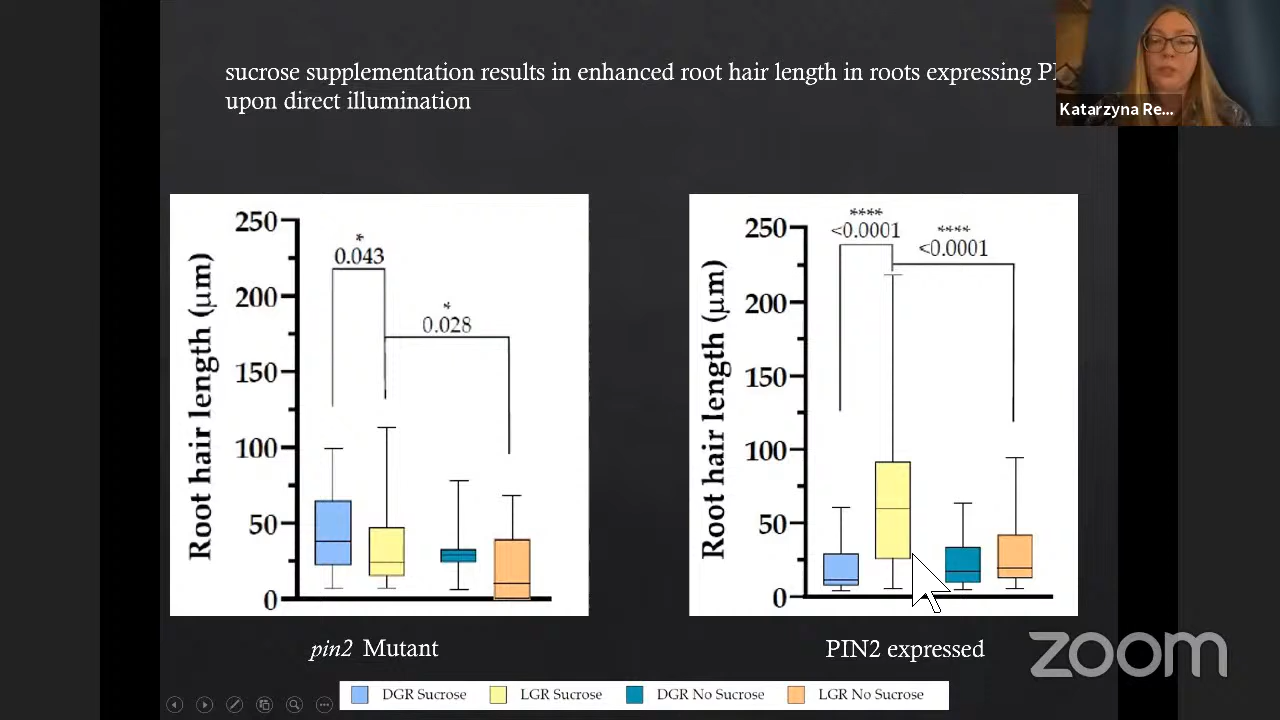 sucrose supplementation results in enhanced root hair length in roots expressing
upon direct illumination
Katarzyna Re...
Root hair length (μm)
250
200
150
100
50
0
*
0.043
*
0.028
pin2 Mutant
Root hair length (μm)
250
200
150
100
50
0
****
<0.0001
****
<0.0001
PIN2 expressed
DGR Sucrose
LGR Sucrose
DGR No Sucrose
LGR No Sucrose
zoom